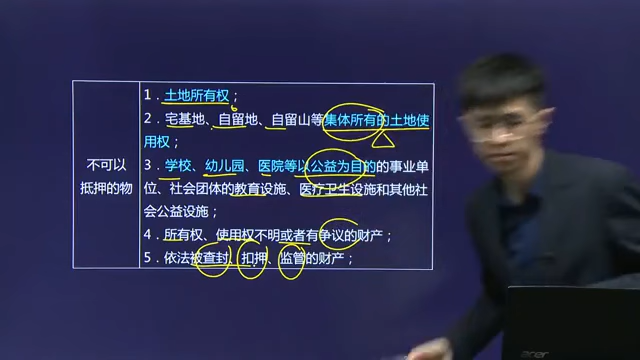 不可以
抵押的物
1．土地所有权；
2．宅基地、自留地、自留山等集体所有的土地使
用权；
3．学校、幼儿园、医院等以公益为目的的事业单
位、社会团体的教育设施、医疗卫生设施和其他社
会公益设施；
4．所有权、使用权不明或者有争议的财产；
5．依法被查封、扣押、监管的财产；
acer